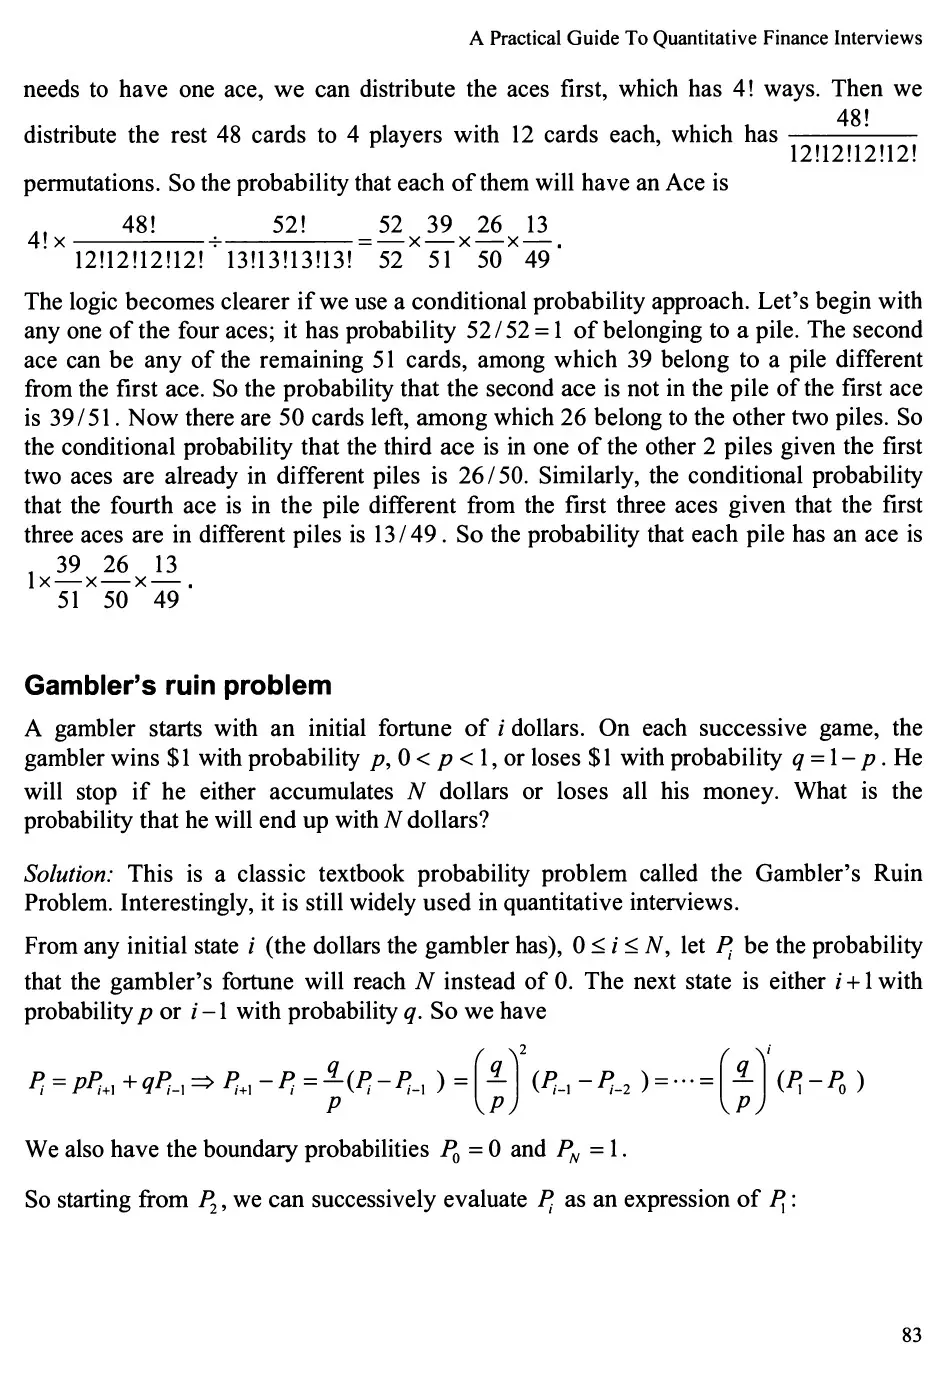 A Practical Guide To Quantitative Finance Interviews
needs to have one ace, we can distribute the aces first, which has 4! ways. Then we
distribute the rest 48 cards to 4 players with 12 cards each, which has 48!/(12!12!12!12!)
permutations. So the probability that each of them will have an Ace is
4!× 48!/(12!12!12!12!) ÷ 52!/(13!13!13!13!) = 52/52 × 39/51 × 26/50 × 13/49.
The logic becomes clearer if we use a conditional probability approach. Let's begin with
any one of the four aces; it has probability 52/52 = 1 of belonging to a pile. The second
ace can be any of the remaining 51 cards, among which 39 belong to a pile different
from the first ace. So the probability that the second ace is not in the pile of the first ace
is 39/51. Now there are 50 cards left, among which 26 belong to the other two piles. So
the conditional probability that the third ace is in one of the other 2 piles given the first
two aces are already in different piles is 26/50. Similarly, the conditional probability
that the fourth ace is in the pile different from the first three aces given that the first
three aces are in different piles is 13/49. So the probability that each pile has an ace is
1× 39/51 × 26/50 × 13/49.
Gambler's ruin problem
A gambler starts with an initial fortune of i dollars. On each successive game, the
gambler wins $1 with probability p, 0 < p < 1, or loses $1 with probability q = 1 − p. He
will stop if he either accumulates N dollars or loses all his money. What is the
probability that he will end up with N dollars?
Solution: This is a classic textbook probability problem called the Gambler's Ruin
Problem. Interestingly, it is still widely used in quantitative interviews.
From any initial state i (the dollars the gambler has), 0 ≤ i ≤ N, let P_i be the probability
that the gambler's fortune will reach N instead of 0. The next state is either i + 1 with
probability p or i − 1 with probability q. So we have
P_i = pP_{i+1} + qP_{i−1} ⇒ P_{i+1} − P_i = q/p (P_i − P_{i−1}) = (q/p)^2 (P_{i−1} − P_{i−2}) = ⋯ = (q/p)^i (P_1 − P_0)
We also have the boundary probabilities P_0 = 0 and P_N = 1.
So starting from P_2, we can successively evaluate P_i as an expression of P_1:
83